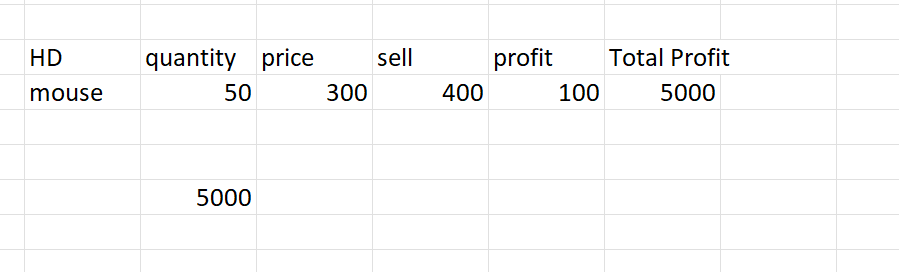 HD quantity price sell profit Total Profit
mouse 50 300 400 100 5000
5000